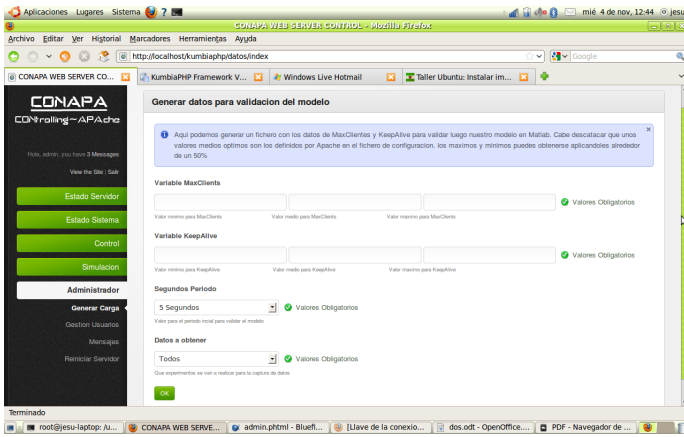 Aplicaciones Lugares Sistema
mié 4 de nov, 12:44 jesu
CONAPA WEB SERVER CONTROL - Mozilla Firefox
Archivo Editar Ver Historial Marcadores Herramientas Ayuda
http://localhost/kumbiaphp/datos/index
Google
CONAPA WEB SERVER CO...
KumbiaPHP Framework V...
Windows Live Hotmail
Taller Ubuntu: Instalar im...
CONAPA
CONtrolling~APAche
Hola, admin, you have 3 Messages
View the Site | Salir
Estado Servidor
Estado Sistema
Control
Simulacion
Administrador
Generar Carga
Gestion Usuarios
Mensajes
Reiniciar Servidor
Generar datos para validacion del modelo
Aqui podemos generar un fichero con los datos de MaxClientes y KeepAlive para validar luego nuestro modelo en Matlab. Cabe descatacar que unos
valores medios optimos son los definidos por Apache en el fichero de configuracion. los maximos y minimos puedes obtenerse aplicandoles alrededor
de un 50%
Variable MaxClients
Valores Obligatorios
Valor minimo para MaxClients
Valor medio para MaxClients
Valor maximo para MaxClients
Variable KeepAlive
Valores Obligatorios
Valor minimo para KeepAlive
Valor medio para KeepAlive
Valor maximo para KeepAlive
Segundos Periodo
5 Segundos
Valores Obligatorios
Valor para el periodo incial para validar el modelo
Datos a obtener
Todos
Valores Obligatorios
Que experimentos se van a realizar para la captura de datos
OK
Terminado
root@jesu-laptop: /u...
CONAPA WEB SERVE...
admin.phtml - Bluefi...
[Llave de la conexio...
dos.odt - OpenOffice....
PDF - Navegador de ...